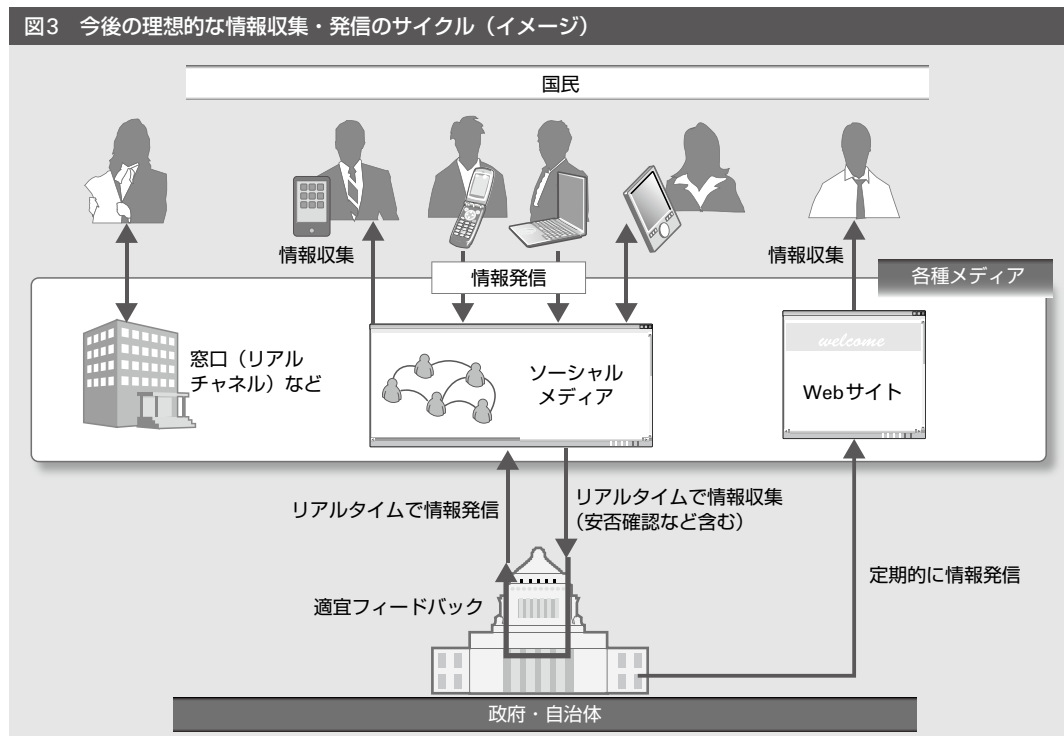 図3　今後の理想的な情報収集・発信のサイクル（イメージ）
国民
情報収集
情報発信
情報収集
各種メディア
窓口（リアル
チャネル）など
ソーシャル
メディア
welcome
Webサイト
リアルタイムで情報発信
リアルタイムで情報収集
（安否確認など含む）
適宜フィードバック
定期的に情報発信
政府・自治体